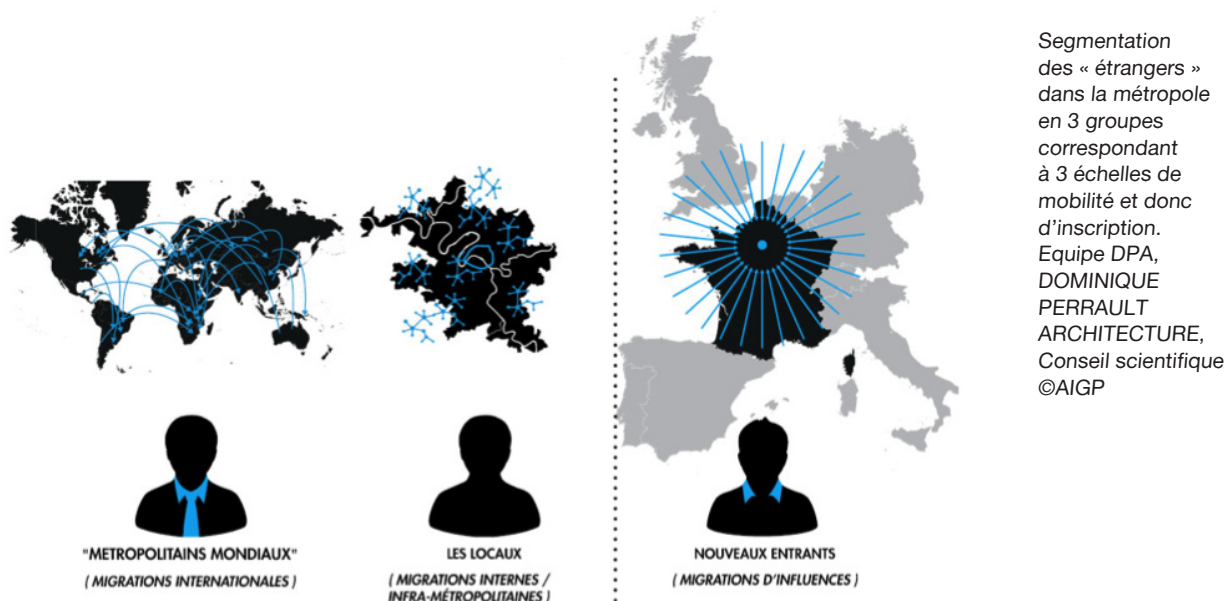 Segmentation
des « étrangers »
dans la métropole
en 3 groupes
correspondant
à 3 échelles de
mobilité et donc
d'inscription.
Equipe DPA,
DOMINIQUE
PERRAULT
ARCHITECTURE,
Conseil scientifique
©AIGP
"METROPOLITAINS MONDIAUX"
( MIGRATIONS INTERNATIONALES )
LES LOCAUX
( MIGRATIONS INTERNES /
INFRA-MÉTROPOLITAINES )
NOUVEAUX ENTRANTS
( MIGRATIONS D'INFLUENCES )